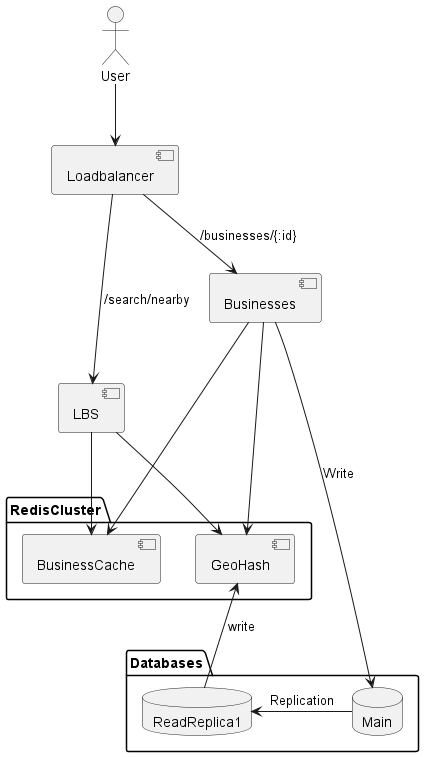 User
Loadbalancer
/businesses/{:id}
Businesses
/search/nearby
LBS
Write
RedisCluster
BusinessCache
GeoHash
write
Databases
Replication
ReadReplica1
Main